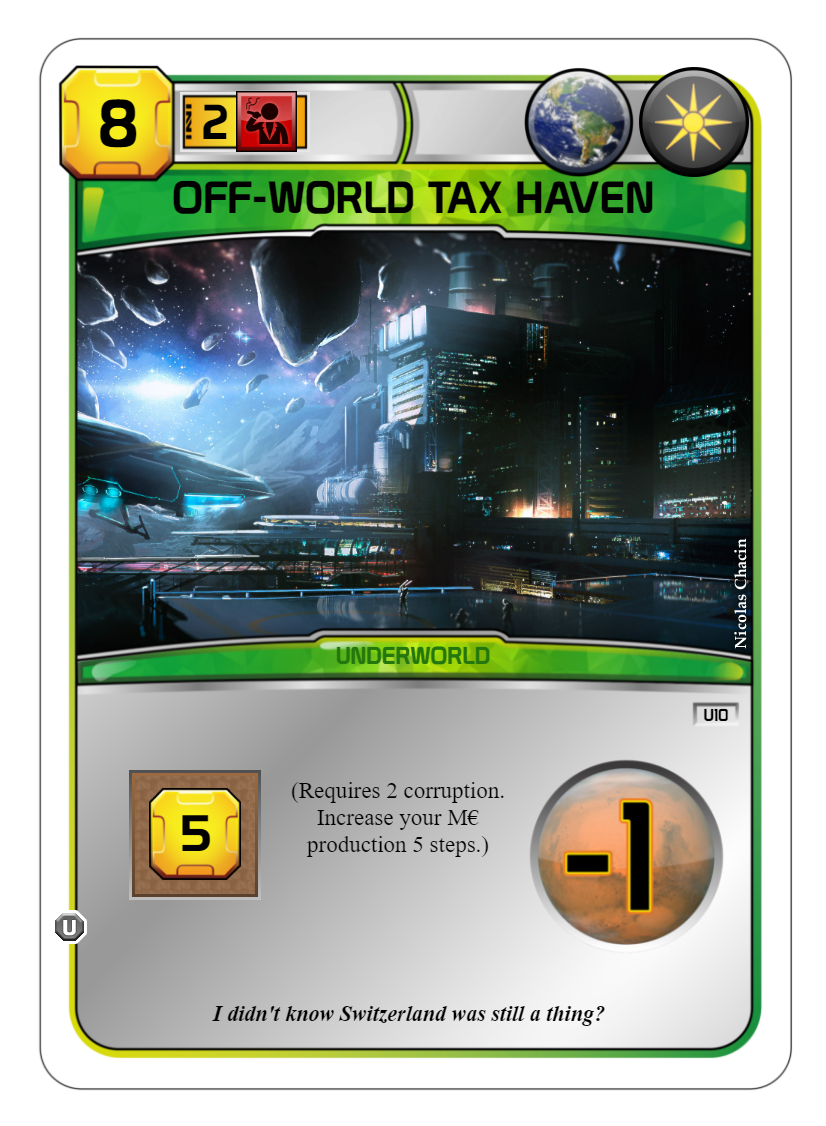 8
2
OFF-WORLD TAX HAVEN
Nicolas Chacin
UNDERWORLD
U10
5
(Requires 2 corruption.
Increase your M€
production 5 steps.)
-1
U
I didn't know Switzerland was still a thing?